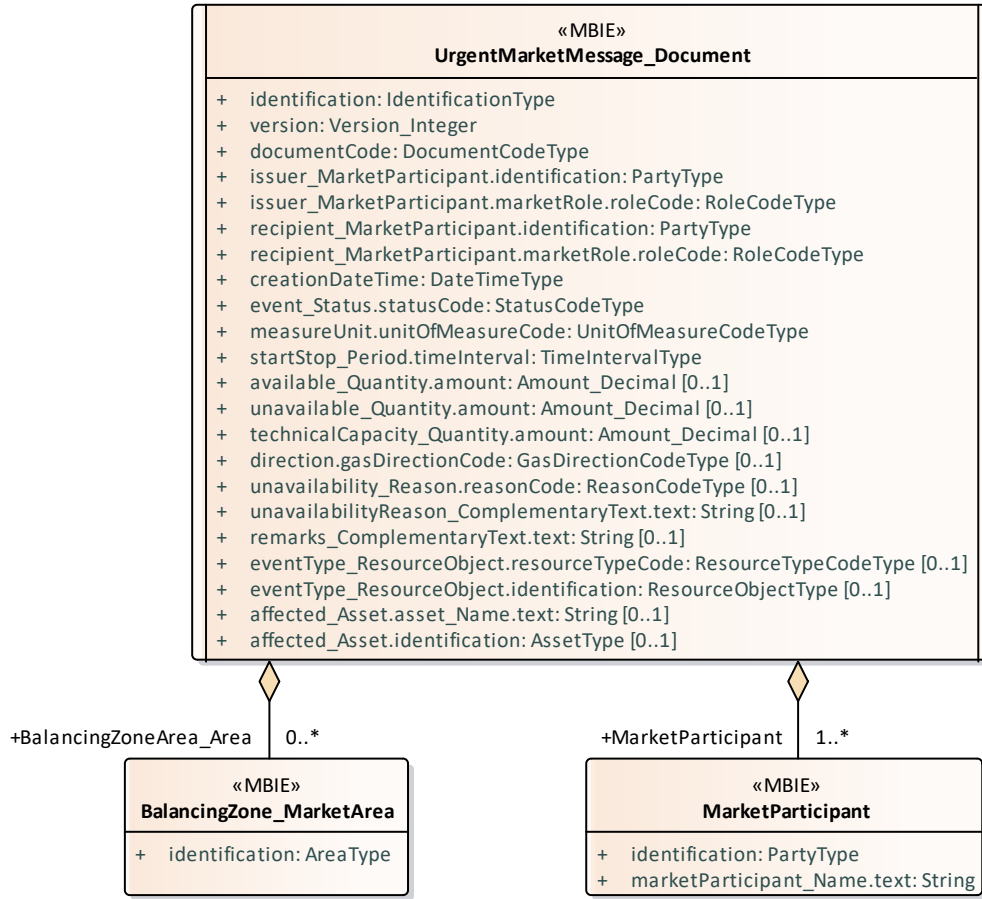 «MBIE»
UrgentMarketMessage_Document
+ identification: IdentificationType
+ version: Version_Integer
+ documentCode: DocumentCodeType
+ issuer_MarketParticipant.identification: PartyType
+ issuer_MarketParticipant.marketRole.roleCode: RoleCodeType
+ recipient_MarketParticipant.identification: PartyType
+ recipient_MarketParticipant.marketRole.roleCode: RoleCodeType
+ creationDateTime: DateTimeType
+ event_Status.statusCode: StatusCodeType
+ measureUnit.unitOfMeasureCode: UnitOfMeasureCodeType
+ startStop_Period.timeInterval: TimeIntervalType
+ available_Quantity.amount: Amount_Decimal [0..1]
+ unavailable_Quantity.amount: Amount_Decimal [0..1]
+ technicalCapacity_Quantity.amount: Amount_Decimal [0..1]
+ direction.gasDirectionCode: GasDirectionCodeType [0..1]
+ unavailability_Reason.reasonCode: ReasonCodeType [0..1]
+ unavailabilityReason_ComplementaryText.text: String [0..1]
+ remarks_ComplementaryText.text: String [0..1]
+ eventType_ResourceObject.resourceTypeCode: ResourceTypeCodeType [0..1]
+ eventType_ResourceObject.identification: ResourceObjectType [0..1]
+ affected_Asset.asset_Name.text: String [0..1]
+ affected_Asset.identification: AssetType [0..1]
+BalancingZoneArea_Area 0..*
+MarketParticipant 1..*
«MBIE»
BalancingZone_MarketArea
+ identification: AreaType
«MBIE»
MarketParticipant
+ identification: PartyType
+ marketParticipant_Name.text: String